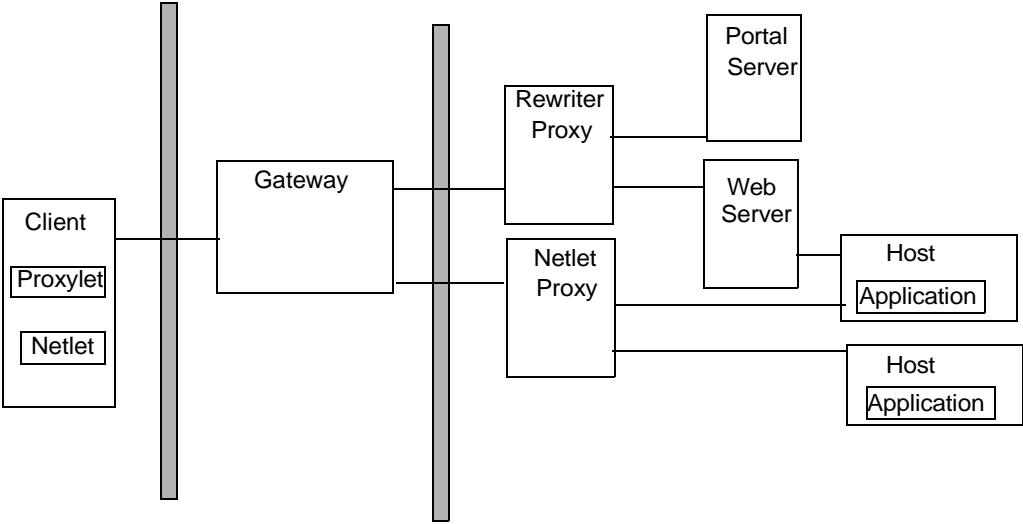 Client
Proxylet
Netlet
Gateway
Rewriter
Proxy
Netlet
Proxy
Portal
Server
Web
Server
Host
Application
Host
Application